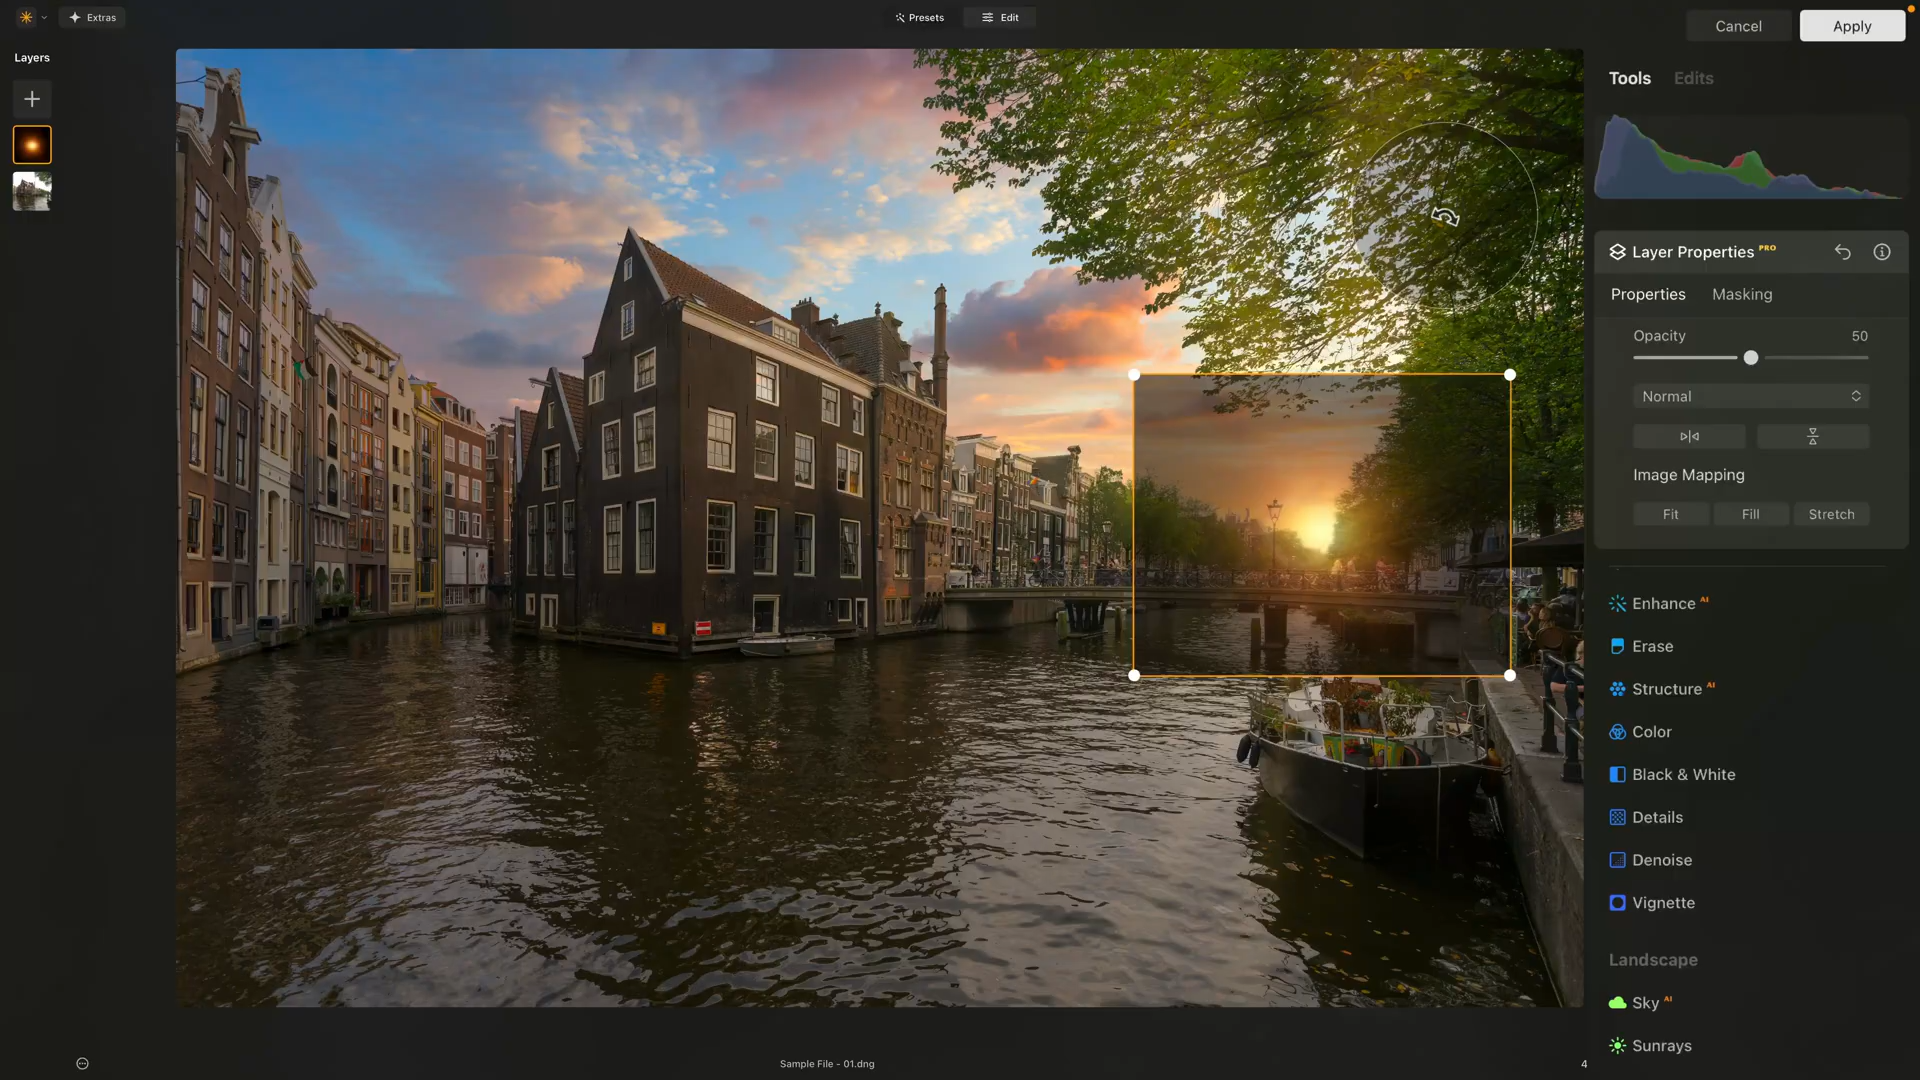 Extras
Presets
Edit
Cancel
Apply
Layers
Tools
Edits
Layer Properties PRO
Properties
Masking
Opacity
50
Normal
Image Mapping
Fit
Fill
Stretch
Enhance AI
Erase
Structure AI
Color
Black & White
Details
Denoise
Vignette
Landscape
Sky AI
Sunrays
Sample File - 01.dng
4